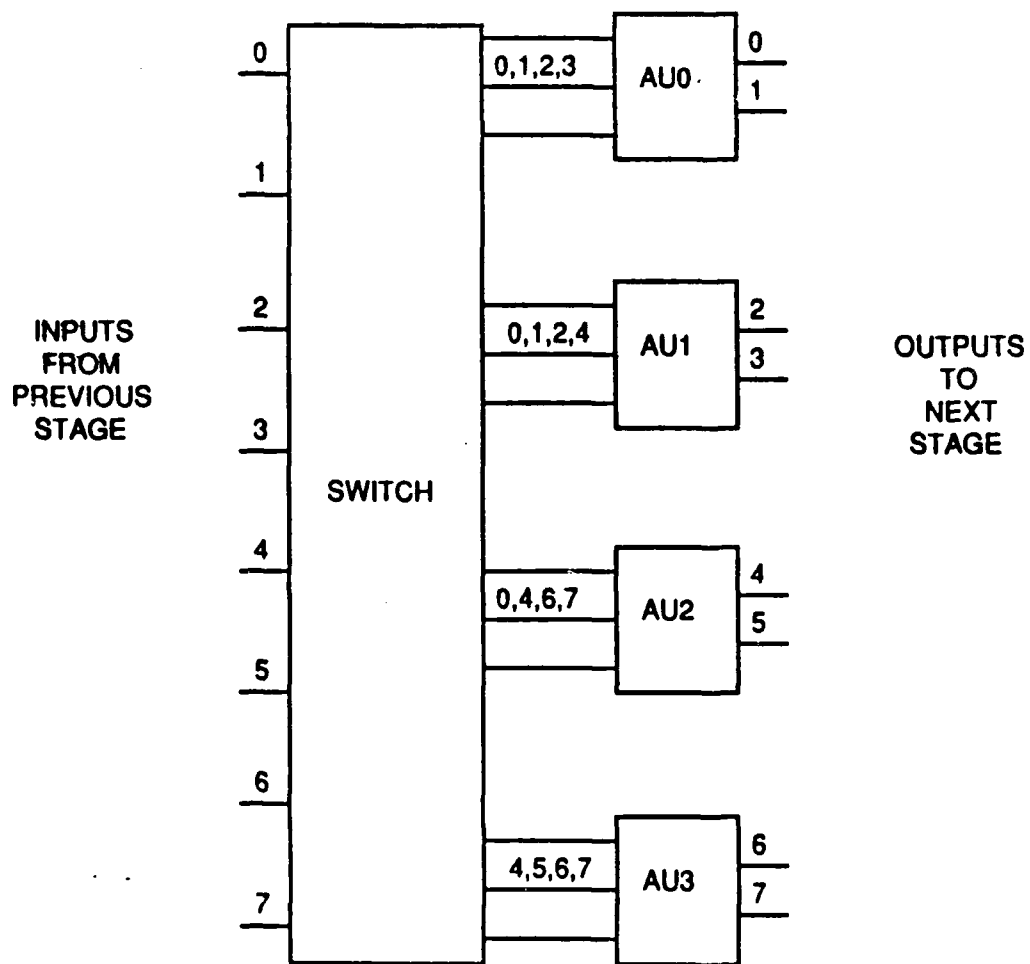 0
1
2
3
4
5
6
7
INPUTS
FROM
PREVIOUS
STAGE
SWITCH
0,1,2,3
AU0
0
1
0,1,2,4
AU1
2
3
0,4,6,7
AU2
4
5
4,5,6,7
AU3
6
7
OUTPUTS
TO
NEXT
STAGE